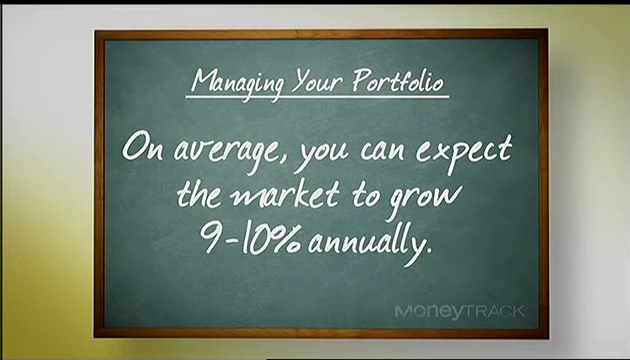 Managing Your Portfolio
On average, you can expect
the market to grow
9-10% annually.
MONEYTRACK